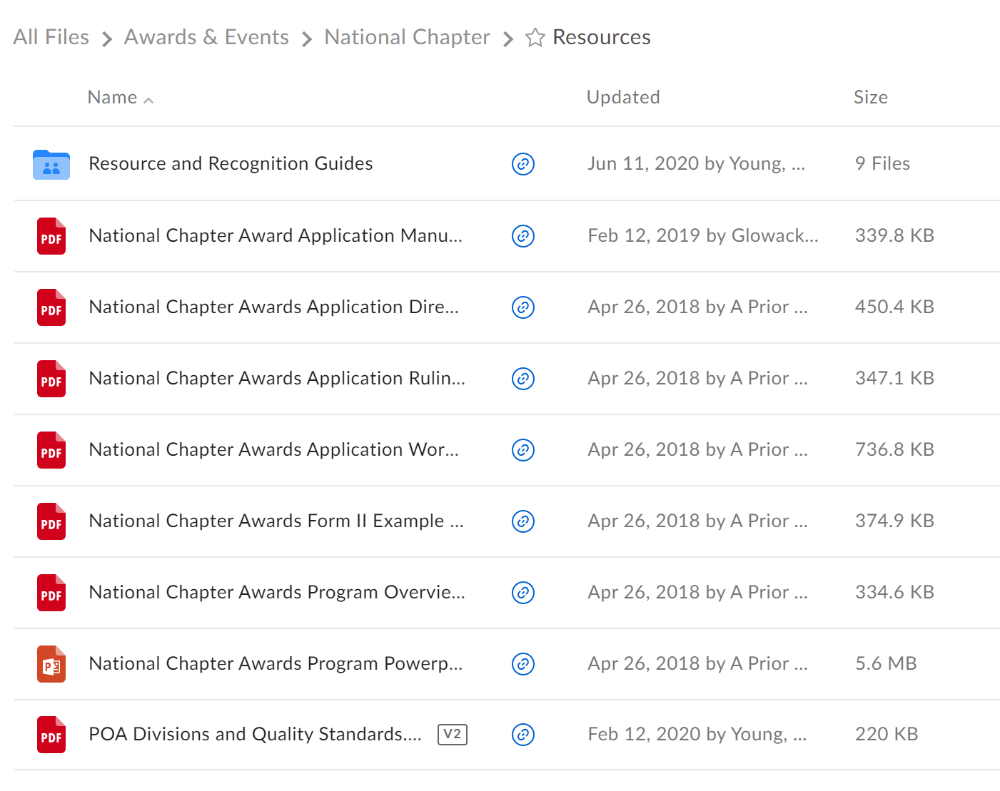 All Files > Awards & Events > National Chapter > Resources
Name Updated Size
Resource and Recognition Guides Jun 11, 2020 by Young, ... 9 Files
PDF National Chapter Award Application Manu... Feb 12, 2019 by Glowack... 339.8 KB
PDF National Chapter Awards Application Dire... Apr 26, 2018 by A Prior ... 450.4 KB
PDF National Chapter Awards Application Rulin... Apr 26, 2018 by A Prior ... 347.1 KB
PDF National Chapter Awards Application Wor... Apr 26, 2018 by A Prior ... 736.8 KB
PDF National Chapter Awards Form II Example ... Apr 26, 2018 by A Prior ... 374.9 KB
PDF National Chapter Awards Program Overvie... Apr 26, 2018 by A Prior ... 334.6 KB
P National Chapter Awards Program Powerp... Apr 26, 2018 by A Prior ... 5.6 MB
PDF POA Divisions and Quality Standards.... V2 Feb 12, 2020 by Young, ... 220 KB